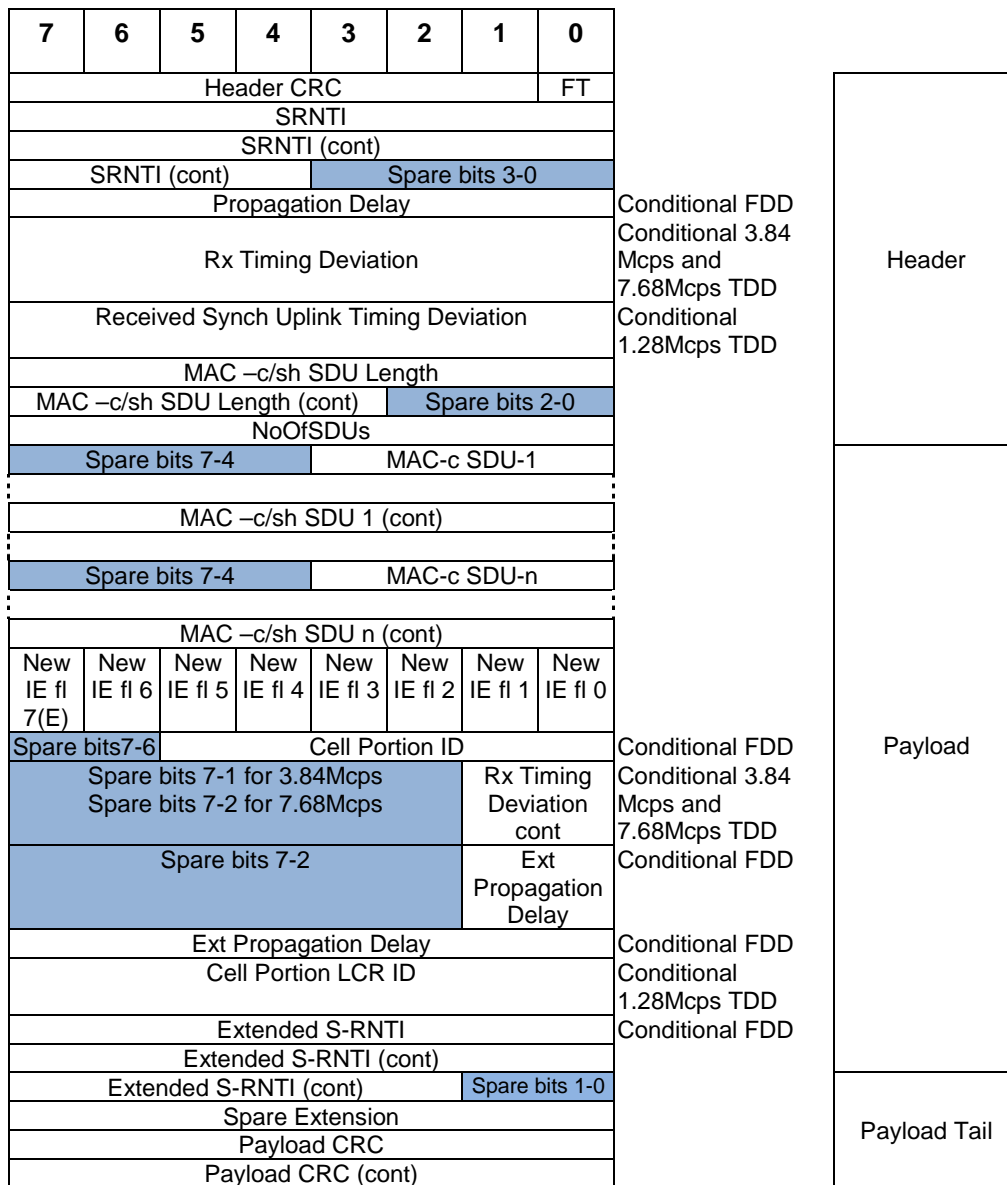 7 6 5 4 3 2 1 0
Header CRC FT
SRNTI
SRNTI (cont)
SRNTI (cont) Spare bits 3-0
Propagation Delay Conditional FDD
Rx Timing Deviation
Conditional 3.84
Mcps and
7.68Mcps TDD
Header
Received Synch Uplink Timing Deviation
Conditional
1.28Mcps TDD
MAC –c/sh SDU Length
MAC –c/sh SDU Length (cont) Spare bits 2-0
NoOfSDUs
Spare bits 7-4 MAC-c SDU-1
MAC –c/sh SDU 1 (cont)
Spare bits 7-4 MAC-c SDU-n
MAC –c/sh SDU n (cont)
New IE fl 7(E)
New IE fl 6
New IE fl 5
New IE fl 4
New IE fl 3
New IE fl 2
New IE fl 1
New IE fl 0
Spare bits7-6 Cell Portion ID Conditional FDD
Payload
Spare bits 7-1 for 3.84Mcps
Spare bits 7-2 for 7.68Mcps
Rx Timing
Deviation
cont
Conditional 3.84
Mcps and
7.68Mcps TDD
Spare bits 7-2
Ext
Propagation
Delay
Conditional FDD
Ext Propagation Delay Conditional FDD
Cell Portion LCR ID
Conditional
1.28Mcps TDD
Extended S-RNTI Conditional FDD
Extended S-RNTI (cont)
Extended S-RNTI (cont) Spare bits 1-0
Spare Extension
Payload Tail
Payload CRC
Payload CRC (cont)